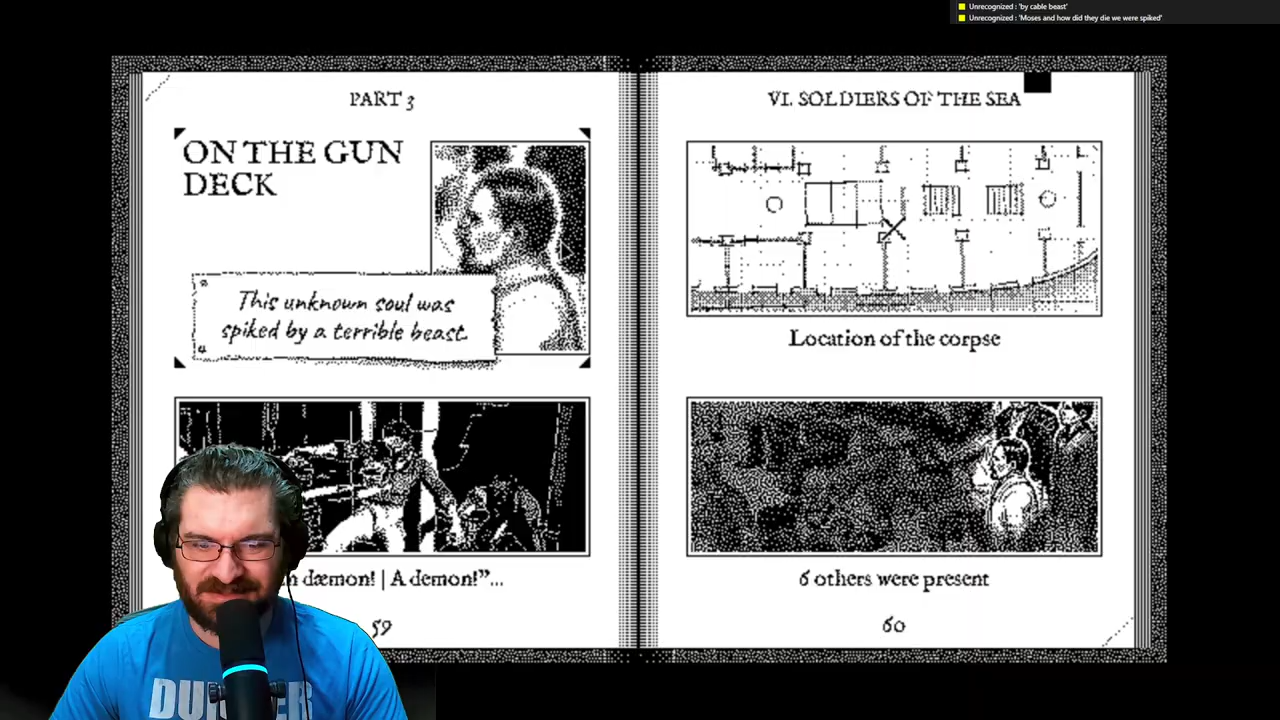 Unrecognized : 'by cable beast'
Unrecognized : 'Moses and how did they die we were spiked'
PART 3
VI. SOLDIERS OF THE SEA
ON THE GUN
DECK
This unknown soul was
spiked by a terrible beast.
Location of the corpse
dæmon! | A demon!”...
6 others were present
59
60